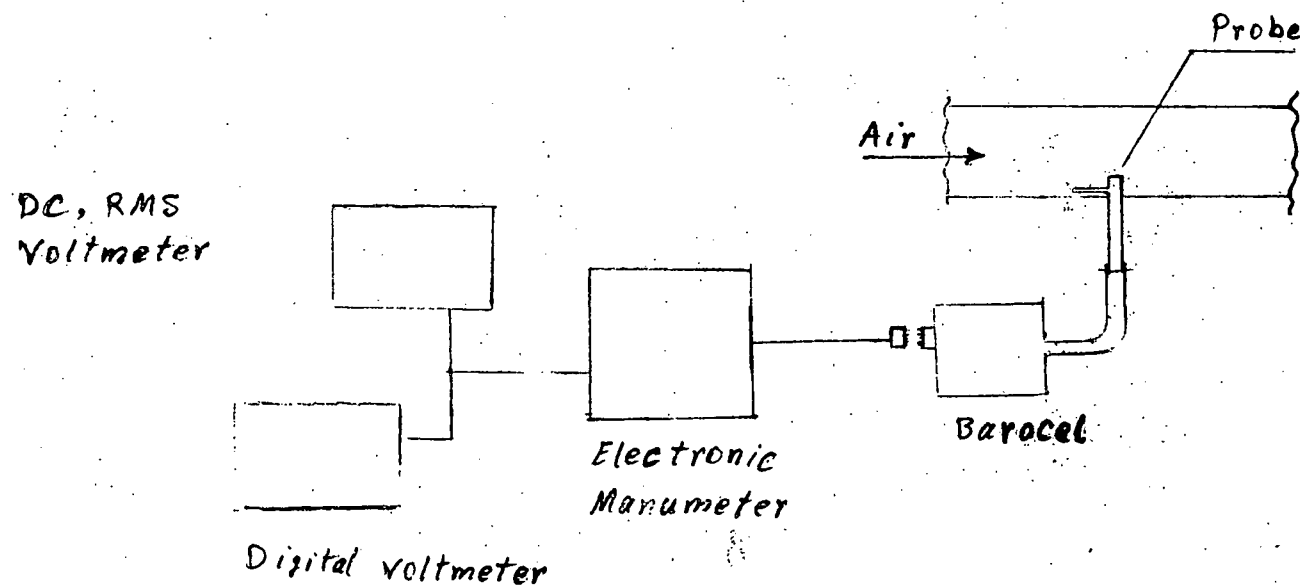 Probe
Air
DC, RMS
Voltmeter
Electronic
Manumeter
Barocel
Digital voltmeter